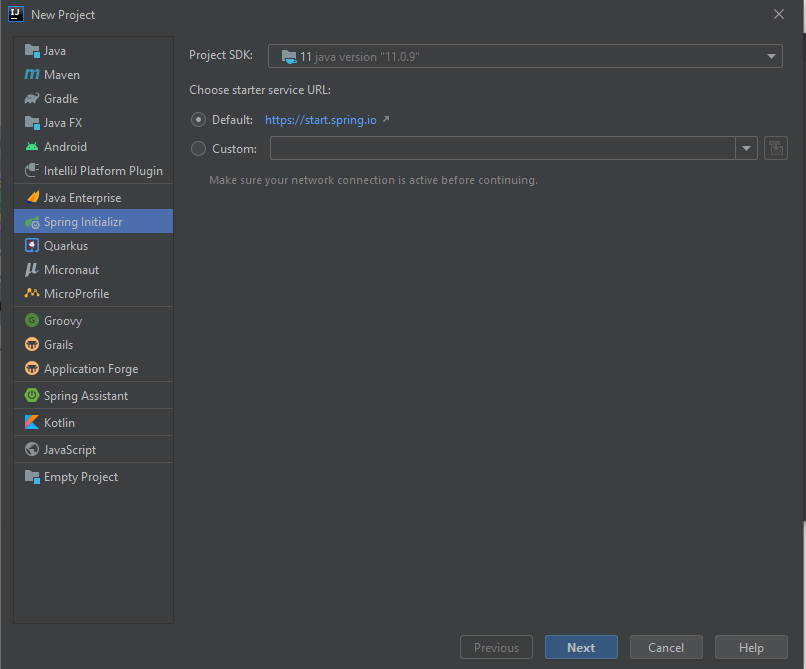 New Project
Java
Maven
Gradle
Java FX
Android
IntelliJ Platform Plugin
Java Enterprise
Spring Initializr
Quarkus
Micronaut
MicroProfile
Groovy
Grails
Application Forge
Spring Assistant
Kotlin
JavaScript
Empty Project
Project SDK: 11 java version "11.0.9"
Choose starter service URL:
Default: https://start.spring.io
Custom:
Make sure your network connection is active before continuing.
Previous Next Cancel Help